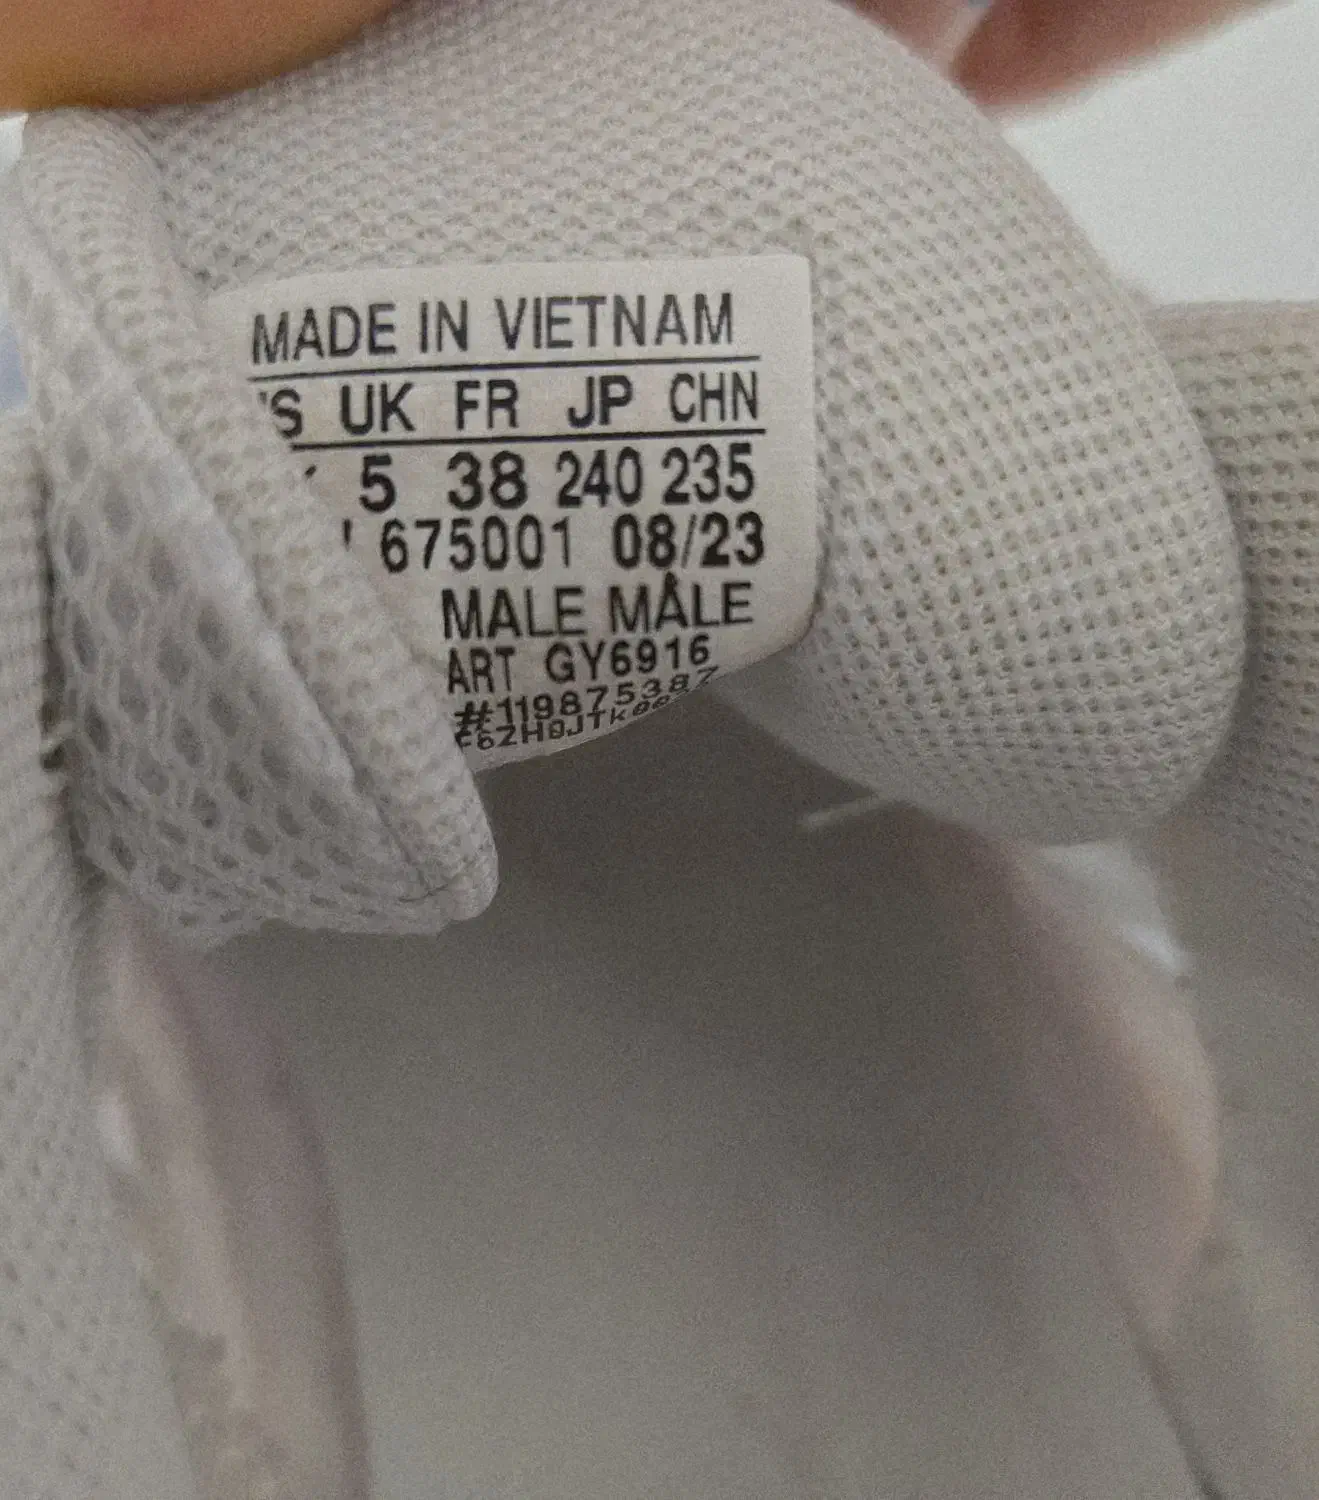 MADE IN VIETNAM
UK FR JP CHN
5 38 240 235
675001 08/23
MALE MÅLE
ART GY6916
#119875387